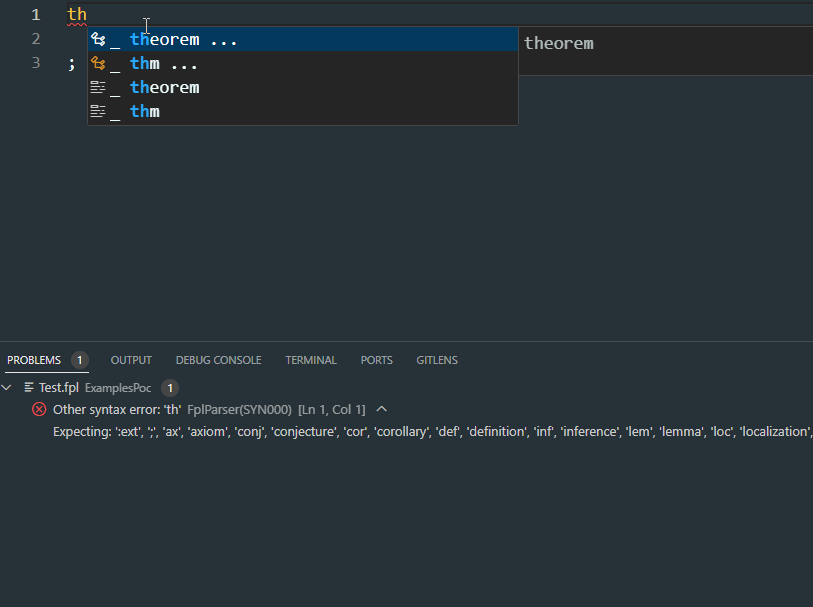 1 th
2 _ theorem ... theorem
3 ; _ thm ...
_ theorem
_ thm
PROBLEMS 1 OUTPUT DEBUG CONSOLE TERMINAL PORTS GITLENS
Test.fpl ExamplesPoc 1
Other syntax error: 'th' FplParser(SYN000) [Ln 1, Col 1]
Expecting: ':ext', ';', 'ax', 'axiom', 'conj', 'conjecture', 'cor', 'corollary', 'def', 'definition', 'inf', 'inference', 'lem', 'lemma', 'loc', 'localization',